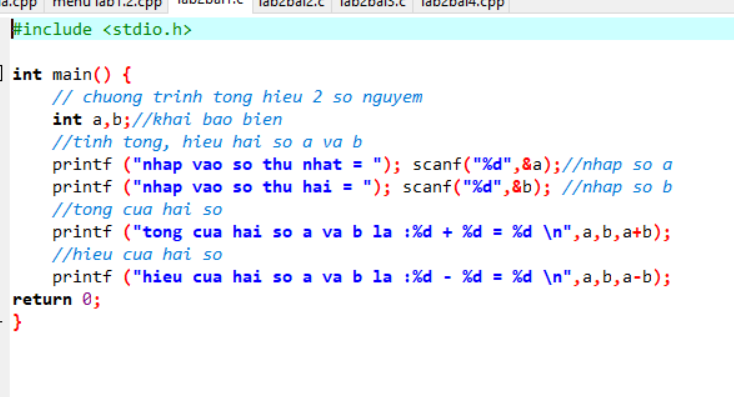 menu lab1.2.cpp lab2bai1.c lab2bai2.c lab2bai3.c lab2bai4.cpp
#include <stdio.h>
int main() {
// chuong trinh tong hieu 2 so nguyem
int a,b;//khai bao bien
//tinh tong, hieu hai so a va b
printf ("nhap vao so thu nhat = "); scanf("%d",&a);//nhap so a
printf ("nhap vao so thu hai = "); scanf("%d",&b); //nhap so b
//tong cua hai so
printf ("tong cua hai so a va b la :%d + %d = %d \n",a,b,a+b);
//hieu cua hai so
printf ("hieu cua hai so a va b la :%d - %d = %d \n",a,b,a-b);
return 0;
}